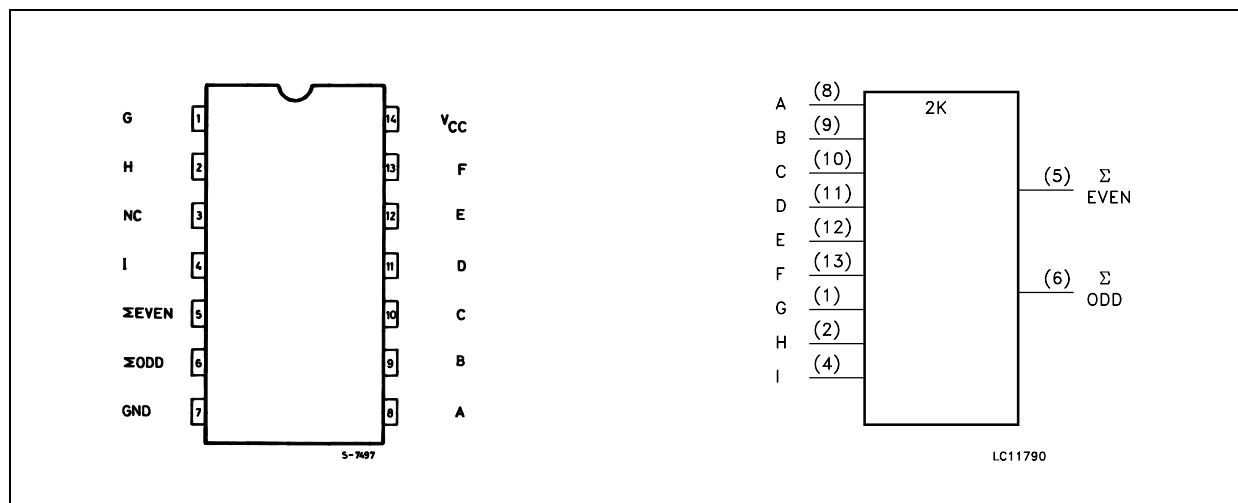 G 1 14 VCC
H 2 13 F
NC 3 12 E
I 4 11 D
ΣEVEN 5 10 C
ΣODD 6 9 B
GND 7 8 A
S-7497
2K
A (8)
B (9)
C (10)
D (11)
E (12)
F (13)
G (1)
H (2)
I (4)
(5) Σ
EVEN
(6) Σ
ODD
LC11790